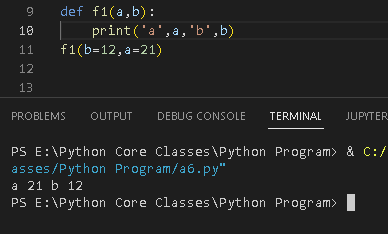 9 def f1(a,b):
10 print('a',a,'b',b)
11 f1(b=12,a=21)
12
13
PROBLEMS OUTPUT DEBUG CONSOLE TERMINAL JUPYTER
PS E:\Python Core Classes\Python Program> & C:/
asses/Python Program/a6.py"
a 21 b 12
PS E:\Python Core Classes\Python Program>